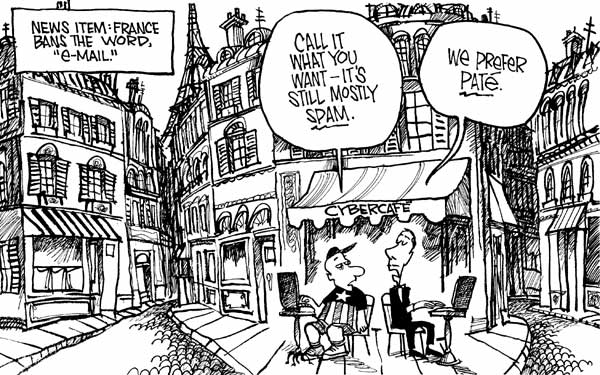 NEWS ITEM: FRANCE
BANS THE WORD,
"e-MAIL."
CALL IT
WHAT YOU
WANT – IT'S
STILL MOSTLY
SPAM.
WE PREFER
PATÉ.
CYBERCAFÉ